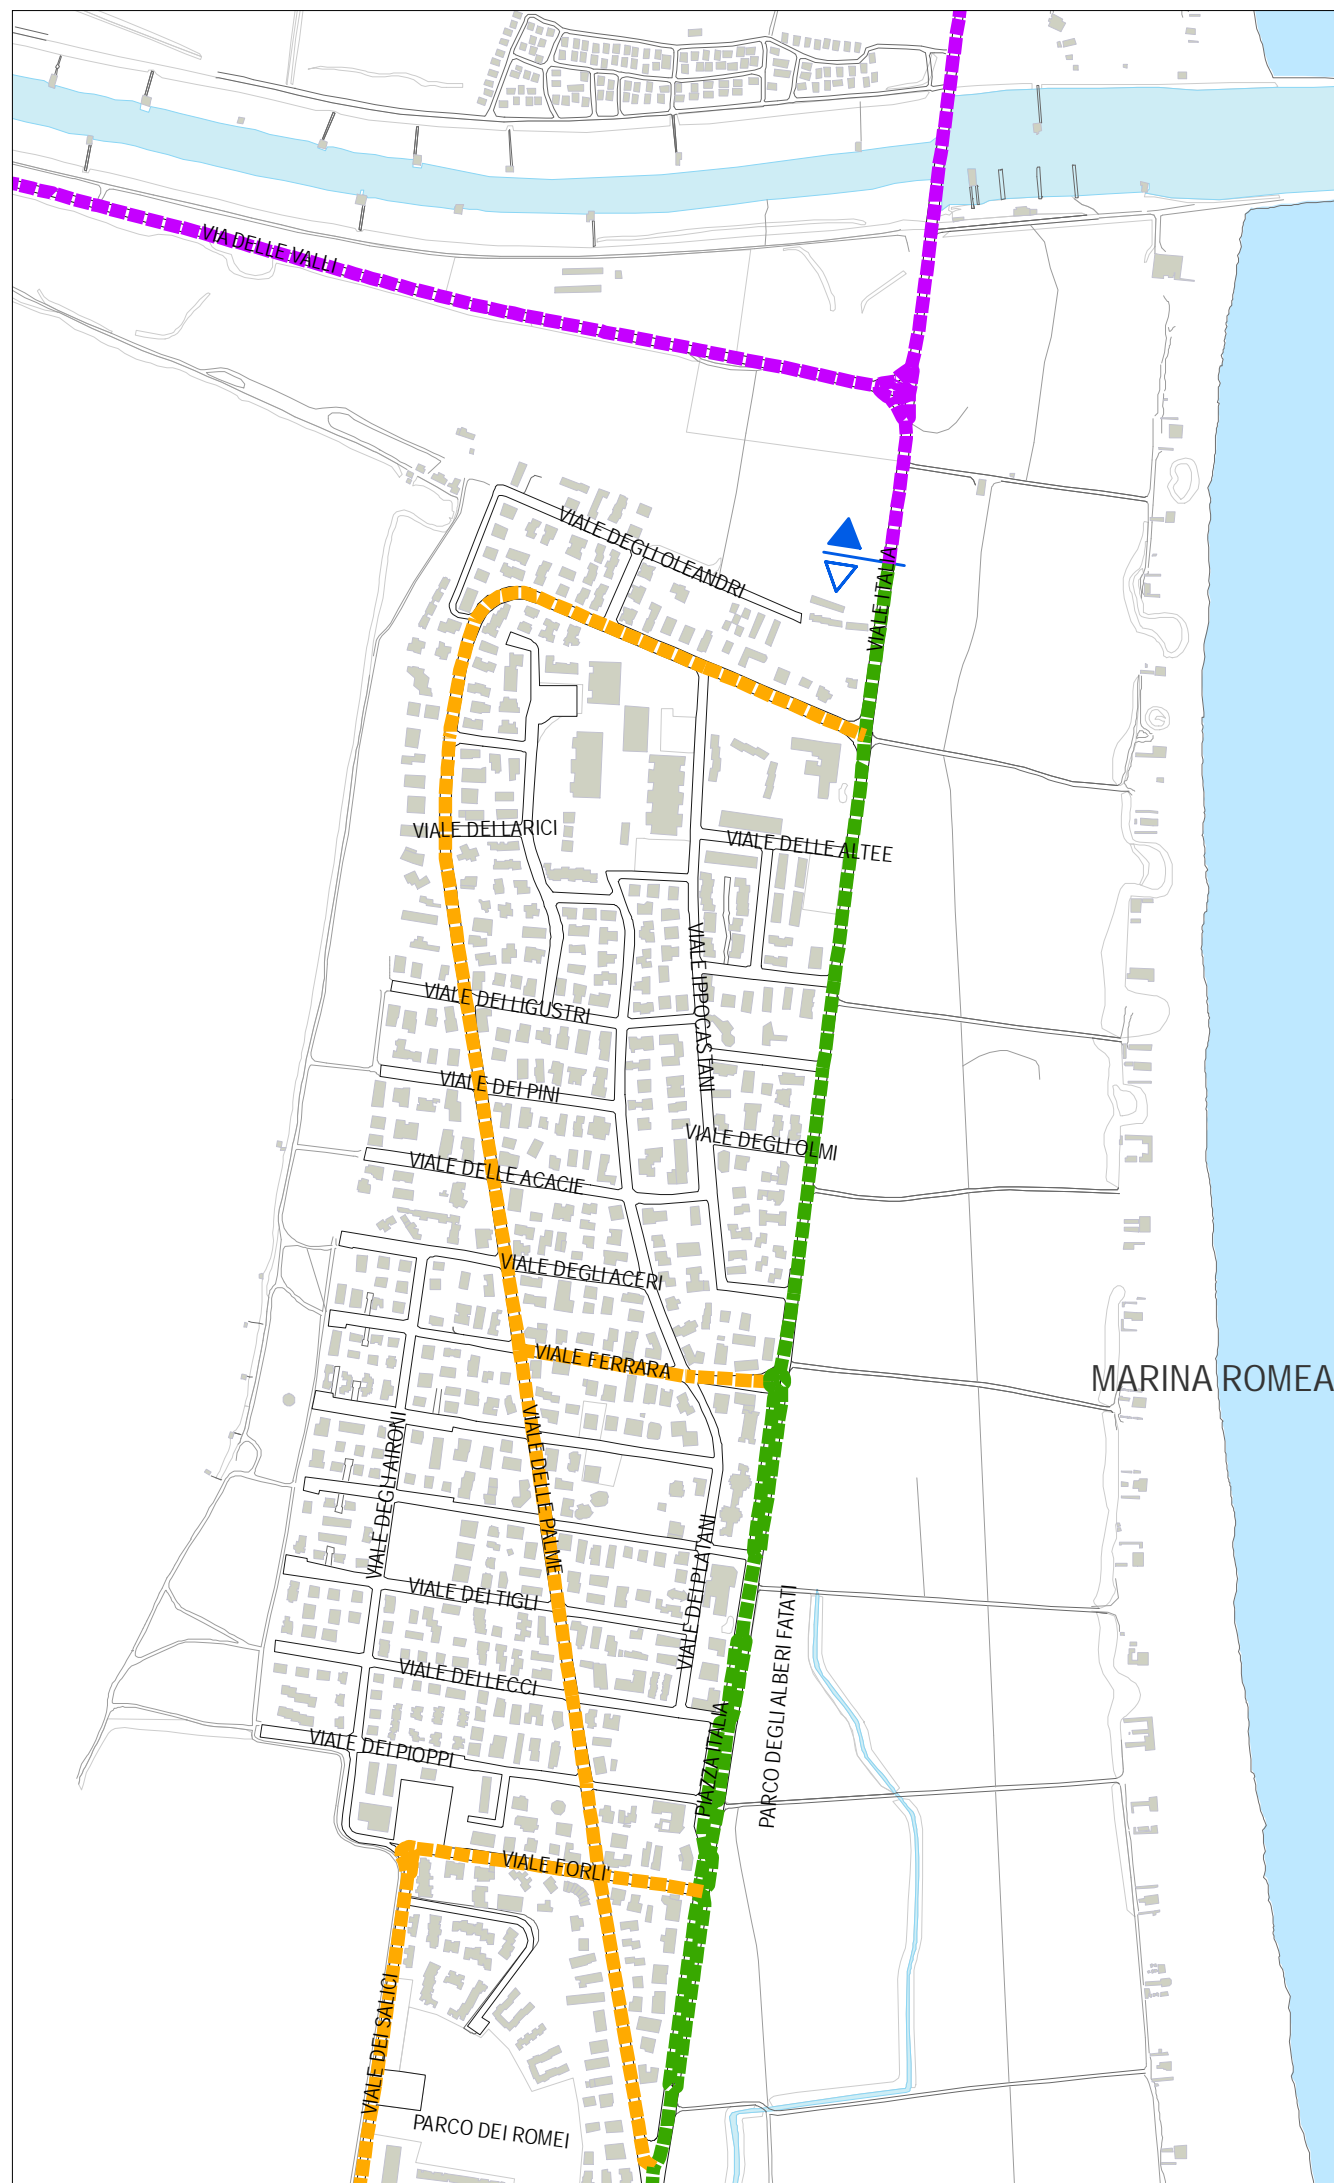 VIA DELLE VALLI
VIALE DEGLI OLEANDRI
VIALE ITALIA
VIALE DEI LARICI
VIALE DELLE ALTEE
VIALE IPPOCASTANI
VIALE DEI LIGUSTRI
VIALE DEI PINI
VIALE DEGLI OLMI
VIALE DELLE ACACIE
VIALE DEGLI ACERI
VIALE FERRARA
MARINA ROMEA
VIALE DEGLI AIRONI
VIALE DELLE PALME
VIALE DEI PLATANI
VIALE DEI TIGLI
PARCO DEGLI ALBERI FATATI
VIALE DEI LECCI
PIAZZA ITALIA
VIALE DEI PIOPPI
VIALE FORLI'
VIALE DEI SALICI
PARCO DEI ROMEI